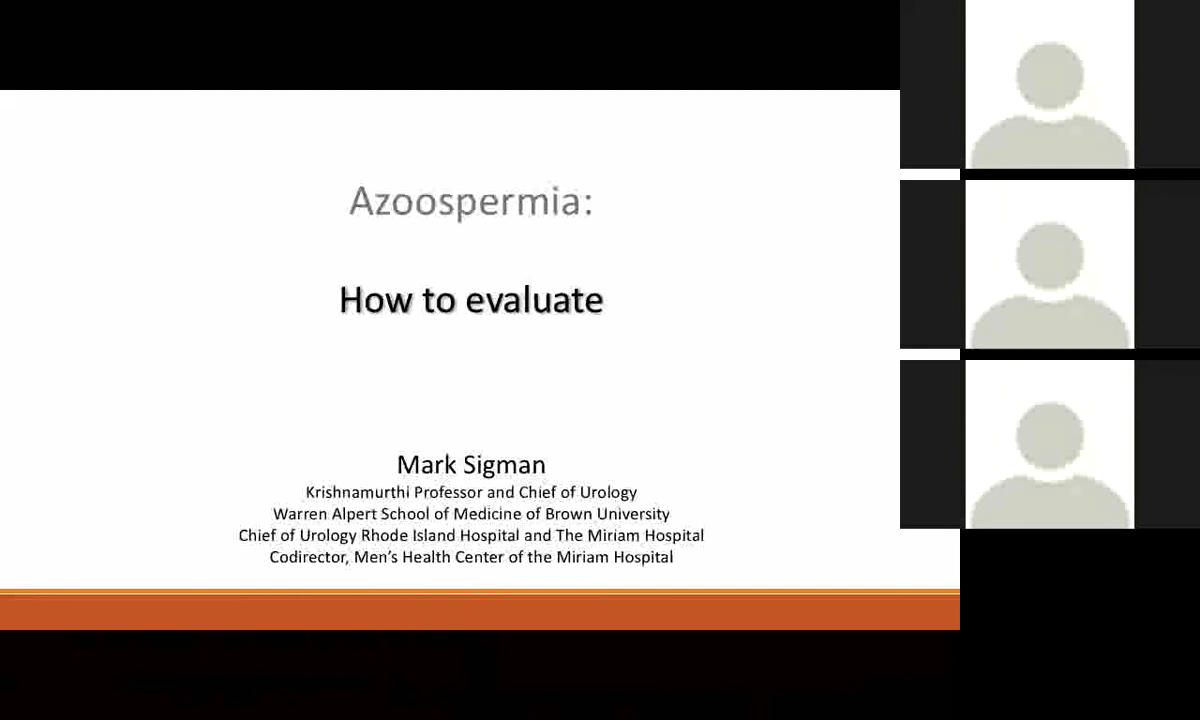 Azoospermia:
How to evaluate
Mark Sigman
Krishnamurthi Professor and Chief of Urology
Warren Alpert School of Medicine of Brown University
Chief of Urology Rhode Island Hospital and The Miriam Hospital
Codirector, Men’s Health Center of the Miriam Hospital